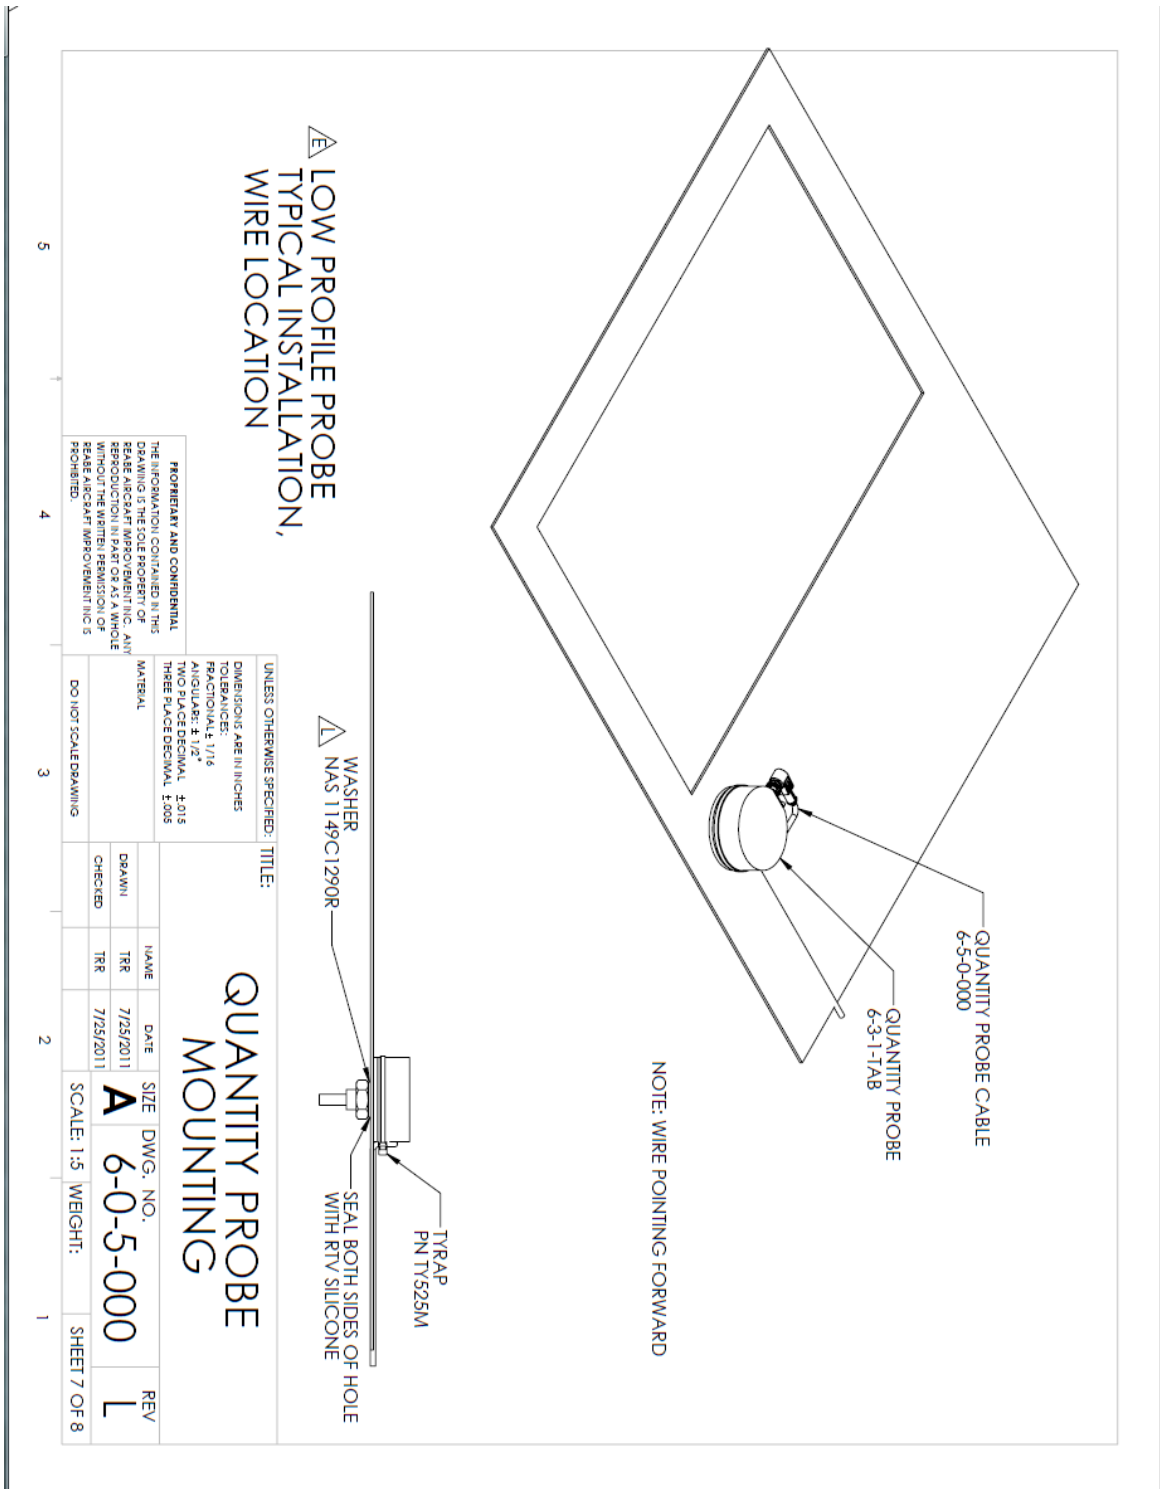 QUANTITY PROBE CABLE
6-5-0-000
QUANTITY PROBE
6-3-1-TAB
NOTE: WIRE POINTING FORWARD
TYRAP
PN TY525M
SEAL BOTH SIDES OF HOLE
WITH RTV SILICONE
L
WASHER
NAS 1149C1290R
E
LOW PROFILE PROBE
TYPICAL INSTALLATION,
WIRE LOCATION
PROPRIETARY AND CONFIDENTIAL
THE INFORMATION CONTAINED IN THIS
DRAWING IS THE SOLE PROPERTY OF
REABE AIRCRAFT IMPROVEMENT INC. ANY
REPRODUCTION IN PART OR AS A WHOLE
WITHOUT THE WRITTEN PERMISSION OF
REABE AIRCRAFT IMPROVEMENT INC IS
PROHIBITED.
UNLESS OTHERWISE SPECIFIED:
DIMENSIONS ARE IN INCHES
TOLERANCES:
FRACTIONAL± 1/16
ANGULAR: ± 1/2°
TWO PLACE DECIMAL ±.015
THREE PLACE DECIMAL ±.005
MATERIAL
DO NOT SCALE DRAWING
TITLE:
QUANTITY PROBE
MOUNTING
NAME DATE
DRAWN TRR 7/25/2011
CHECKED TRR 7/25/2011
SIZE DWG. NO. REV
A 6-0-5-000 L
SCALE: 1:5 WEIGHT: SHEET 7 OF 8
5 4 3 2 1